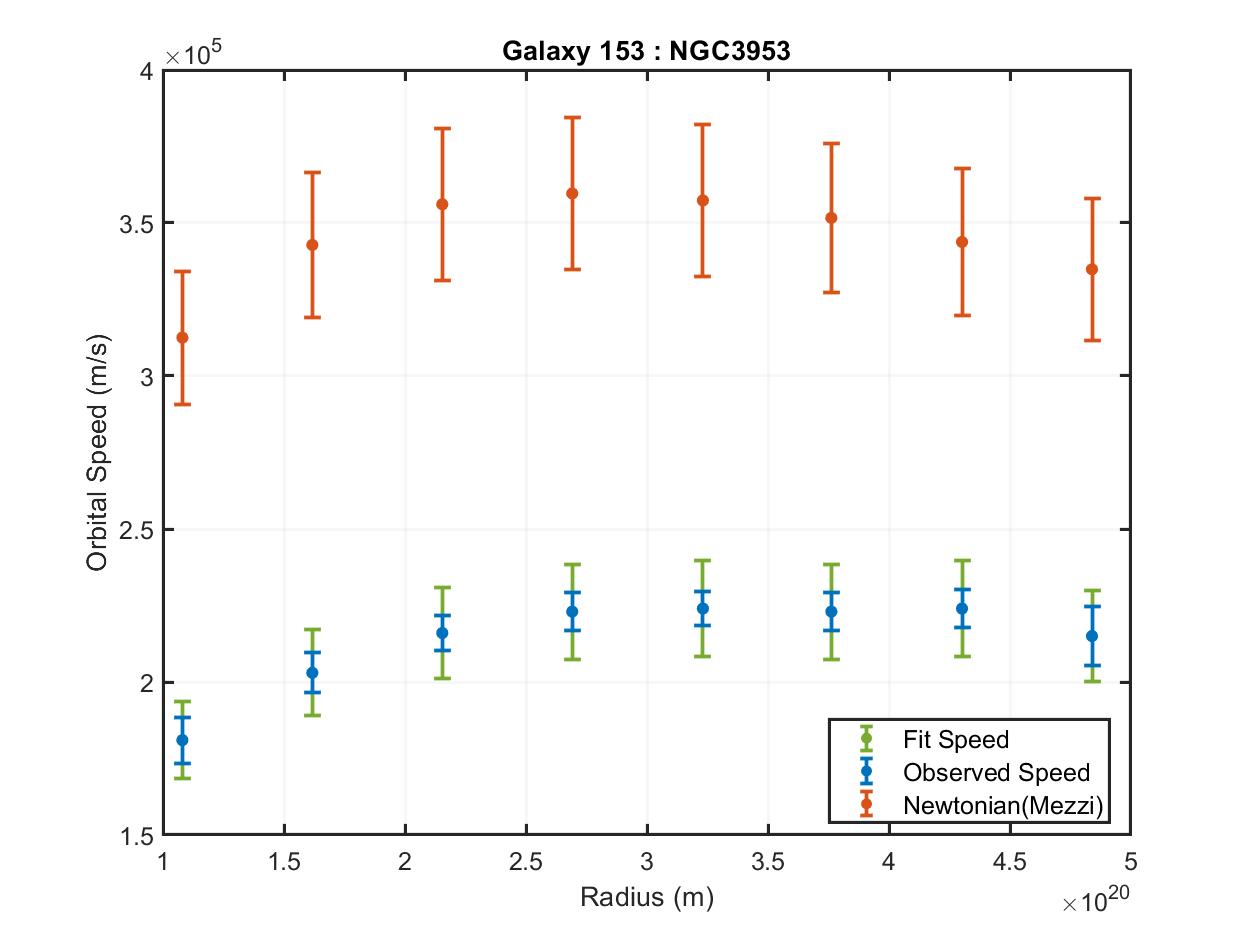 Galaxy 153 : NGC3953
×10^5
4
3.5
3
2.5
2
1.5
Orbital Speed (m/s)
Fit Speed
Observed Speed
Newtonian(Mezzi)
1 1.5 2 2.5 3 3.5 4 4.5 5
Radius (m)
×10^20